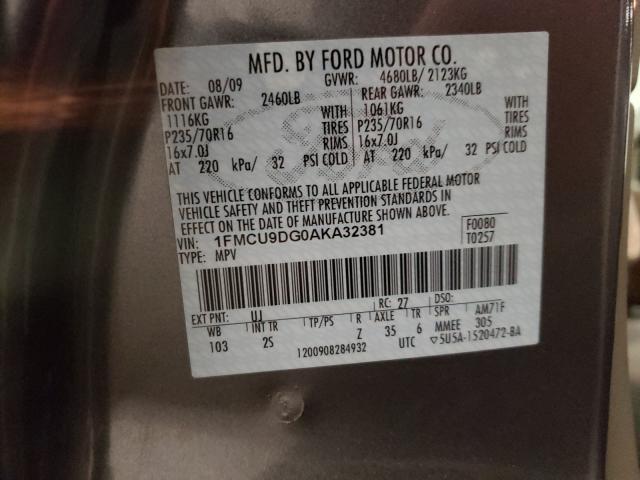 MFD. BY FORD MOTOR CO.
DATE: 08/09 GVWR: 4680LB/ 2123KG
FRONT GAWR: 2460LB REAR GAWR: 2340LB
1116KG WITH 1061KG WITH
P235/70R16 TIRES P235/70R16 TIRES
16x7.0J RIMS 16x7.0J RIMS
AT 220 kPa/ 32 PSI COLD AT 220 kPa/ 32 PSI COLD
THIS VEHICLE CONFORMS TO ALL APPLICABLE FEDERAL MOTOR
VEHICLE SAFETY AND THEFT PREVENTION STANDARDS IN
EFFECT ON THE DATE OF MANUFACTURE SHOWN ABOVE.
VIN: 1FMCU9DG0AKA32381 F0080
TYPE: MPV T0257
EXT PNT: UJ RC: 27 DSO:
WB INT TR TP/PS R AXLE TR SPR AM71F
103 2S Z 35 6 MMEE 305
1200908284932 UTC ▽5U5A-1520472-BA